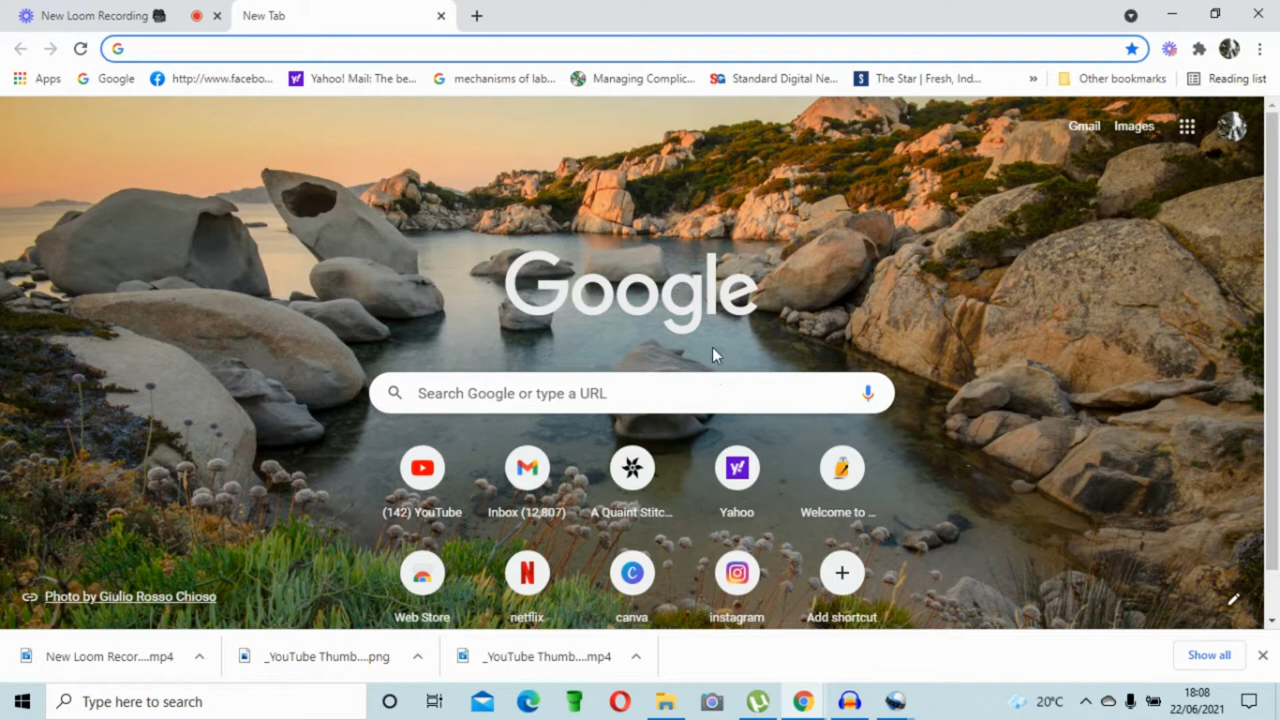 New Loom Recording
New Tab
Apps
Google
http://www.facebo...
Yahoo! Mail: The be...
mechanisms of lab...
Managing Complic...
Standard Digital Ne...
The Star | Fresh, Ind...
»
Other bookmarks
Reading list
Gmail
Images
Google
Search Google or type a URL
(142) YouTube
Inbox (12,807)
A Quaint Stitc...
Yahoo
Welcome to ...
Web Store
netflix
canva
instagram
Add shortcut
Photo by Giulio Rosso Chioso
New Loom Recor....mp4
_YouTube Thumb....png
_YouTube Thumb....mp4
Show all
Type here to search
20°C
18:08
22/06/2021